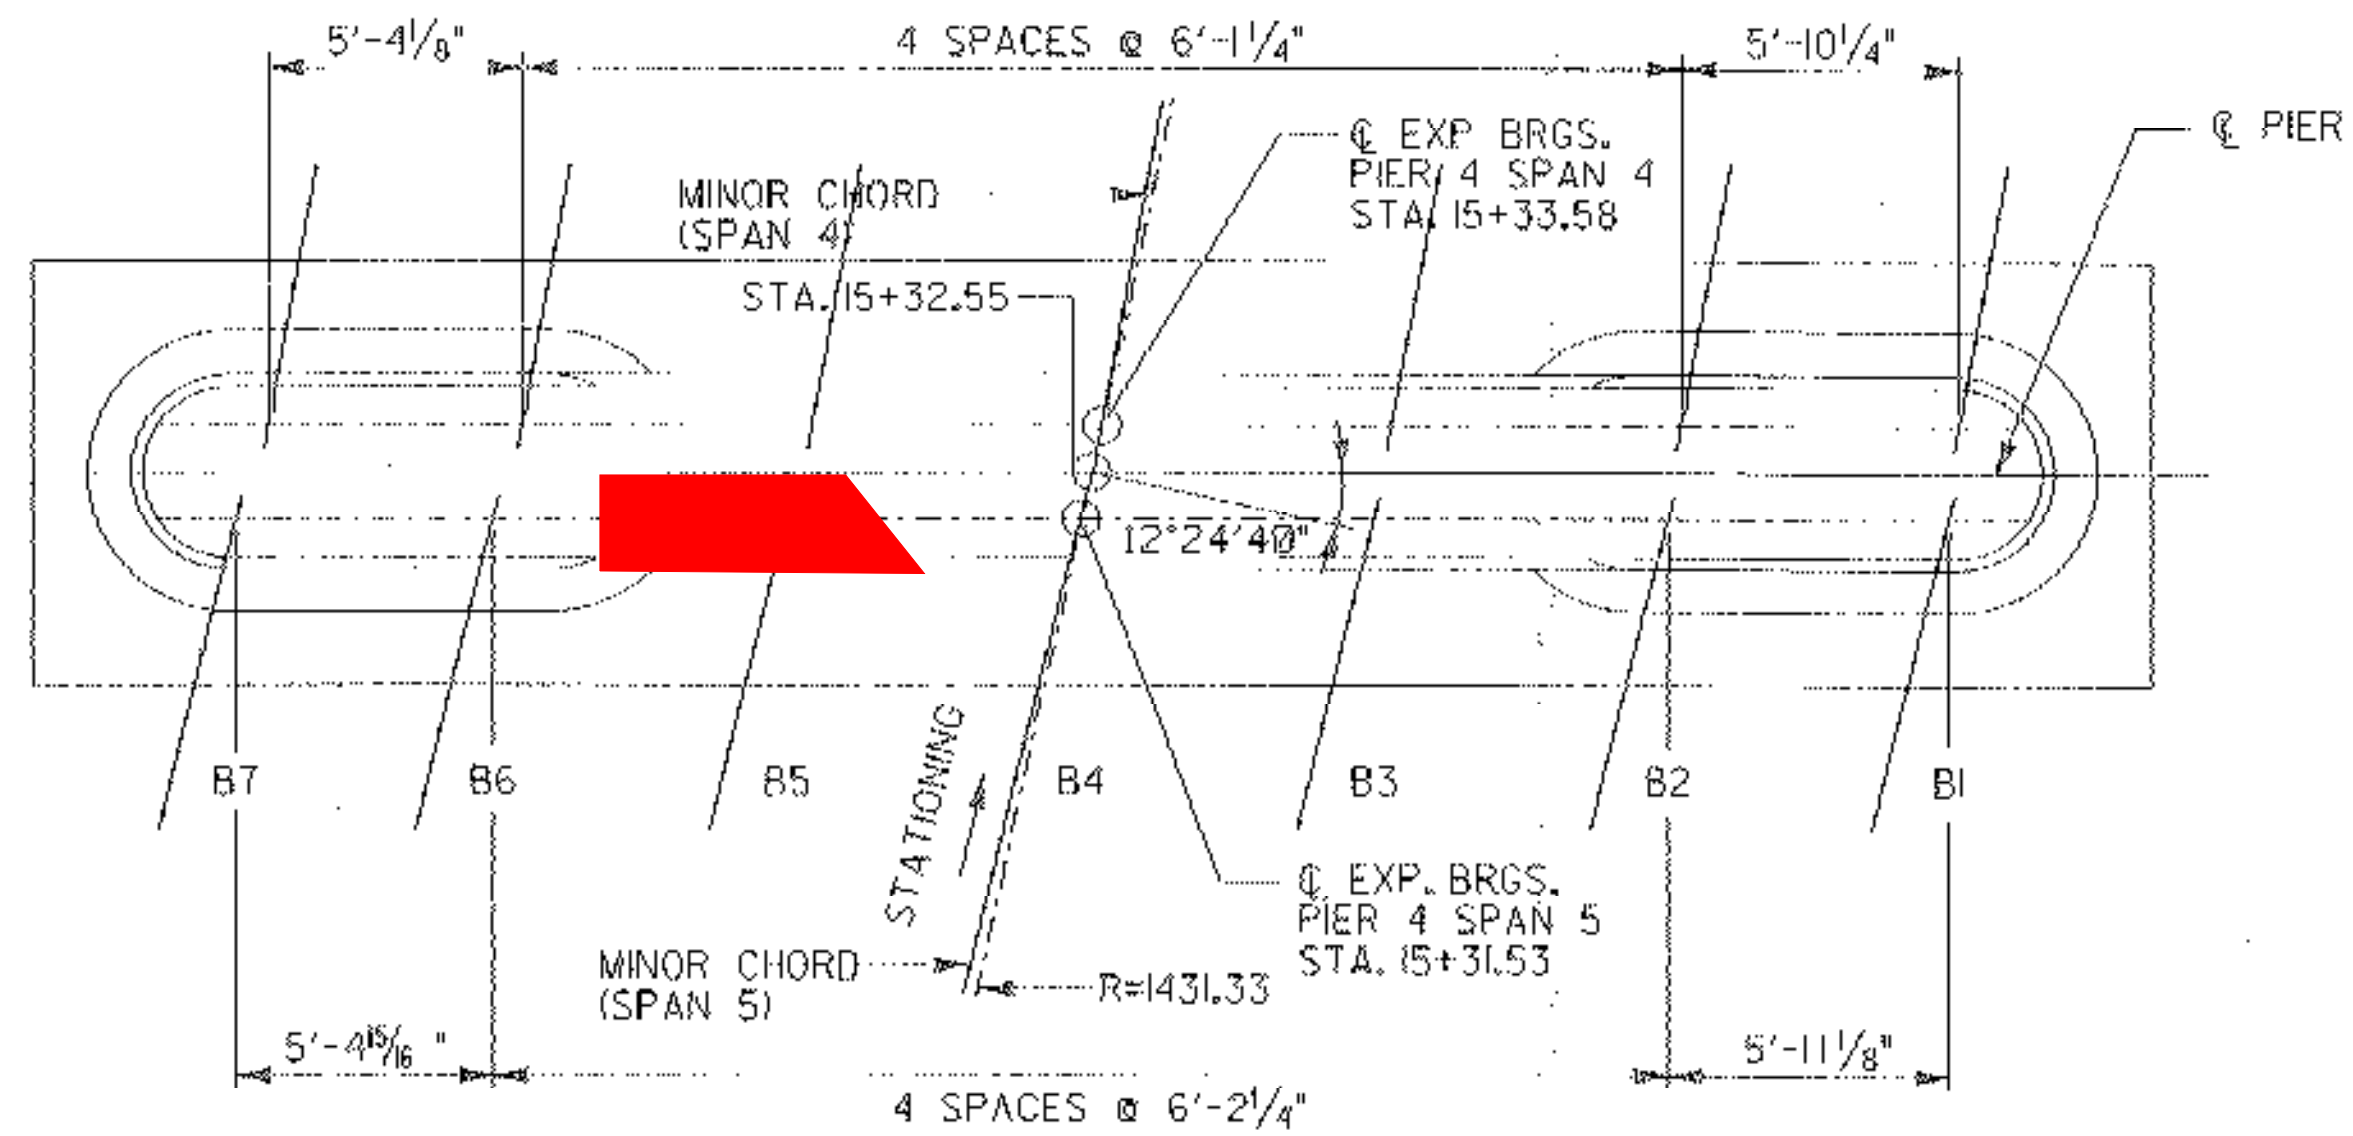 5'-4 1/8"
4 SPACES @ 6'-1 1/4"
5'-10 1/4"
℄ PIER
℄ EXP BRGS.
PIER 4 SPAN 4
STA. 15+33.58
MINOR CHORD
(SPAN 4)
STA. 15+32.55
12°24'40"
STATIONING
B7
B6
B5
B4
B3
B2
B1
℄ EXP. BRGS.
PIER 4 SPAN 5
STA. 15+31.53
MINOR CHORD
(SPAN 5)
R=1431.33
5'-4 15/16"
4 SPACES @ 6'-2 1/4"
5'-11 1/8"